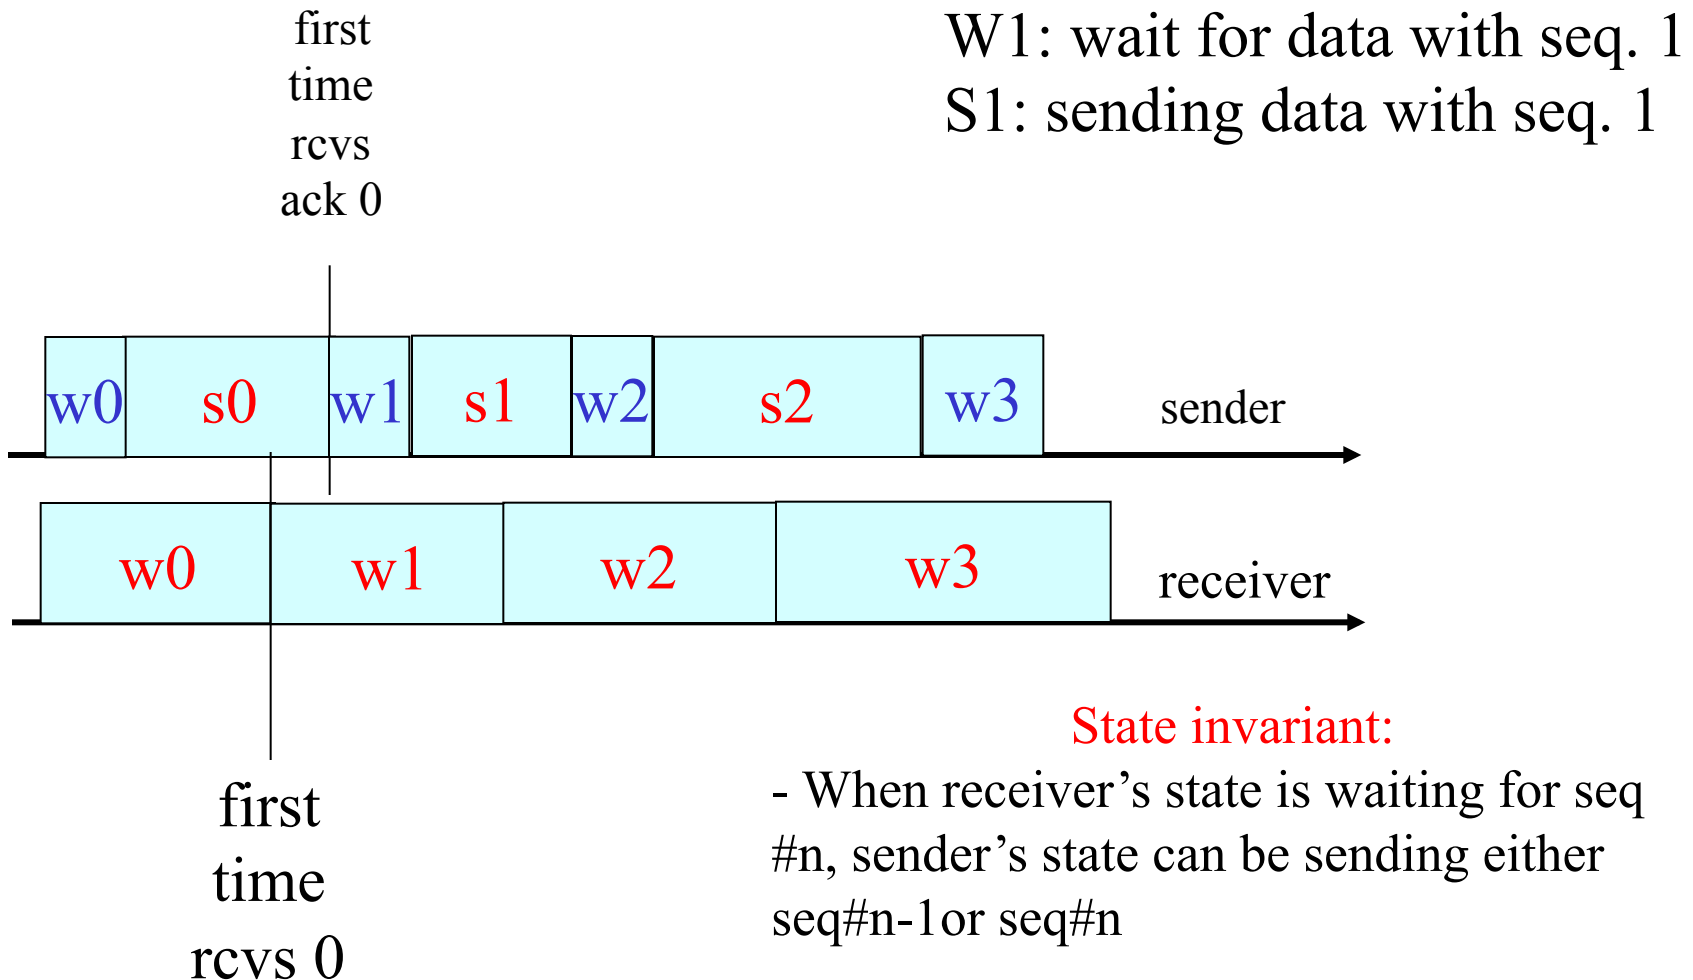 first
time
rcvs
ack 0
W1: wait for data with seq. 1
S1: sending data with seq. 1
w0 s0 w1 s1 w2 s2 w3 sender
w0 w1 w2 w3 receiver
first
time
rcvs 0
State invariant:
- When receiver’s state is waiting for seq
#n, sender’s state can be sending either
seq#n-1or seq#n